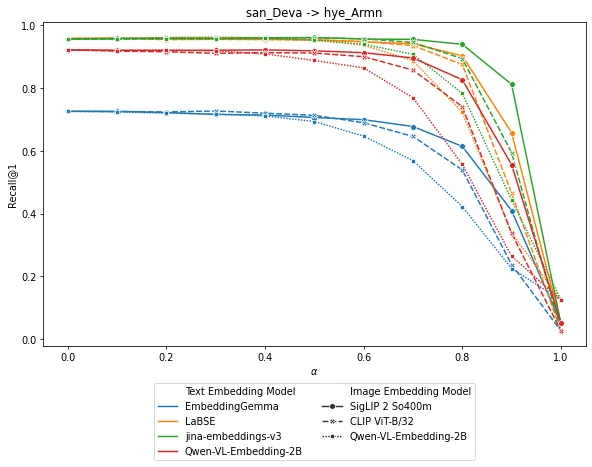 san_Deva -> hye_Armn
1.0
0.8
0.6
0.4
0.2
0.0
Recall@1
0.0 0.2 0.4 0.6 0.8 1.0
α
Text Embedding Model
EmbeddingGemma
LaBSE
jina-embeddings-v3
Qwen-VL-Embedding-2B
Image Embedding Model
SigLIP 2 So400m
CLIP ViT-B/32
Qwen-VL-Embedding-2B